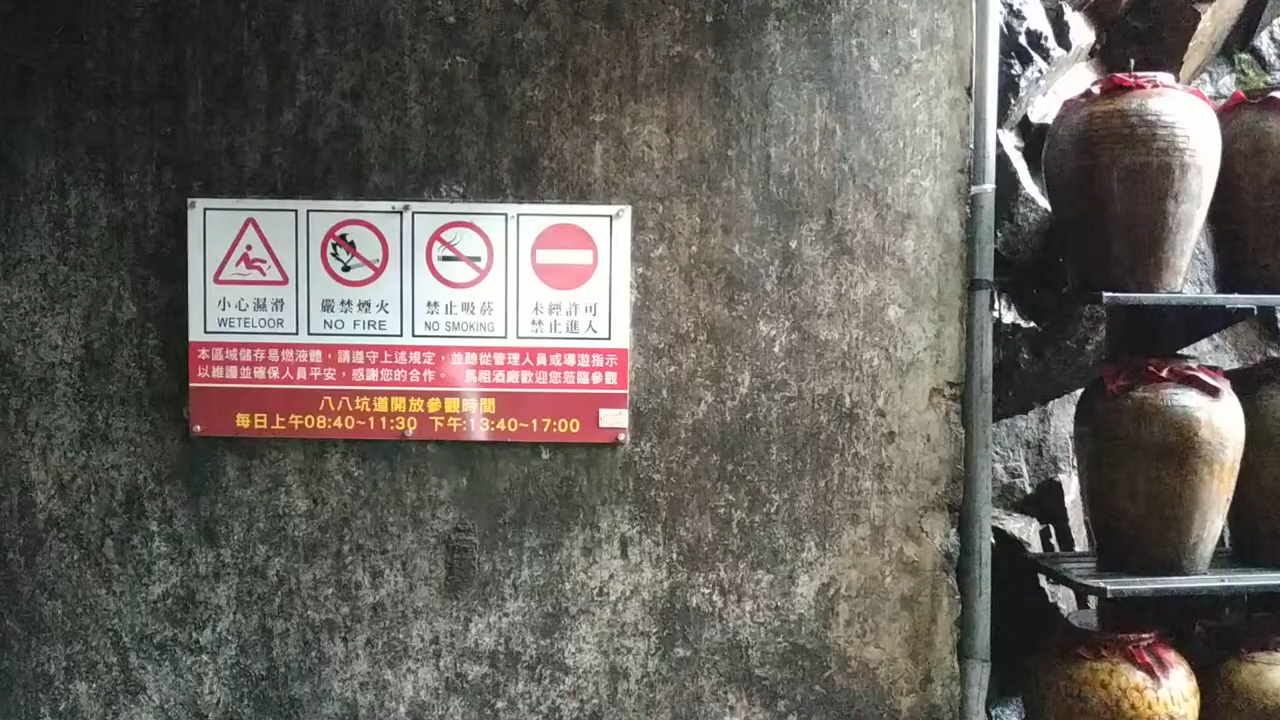 小心濕滑
WETELOOR
嚴禁煙火
NO FIRE
禁止吸菸
NO SMOKING
未經許可
禁止進入
本區域儲存易燃液體，請遵守上述規定，並聽從管理人員或導遊指示
以維護並確保人員平安，感謝您的合作。 馬祖酒廠歡迎您蒞臨參觀
八八坑道開放參觀時間
每日上午08:40~11:30 下午:13:40~17:00